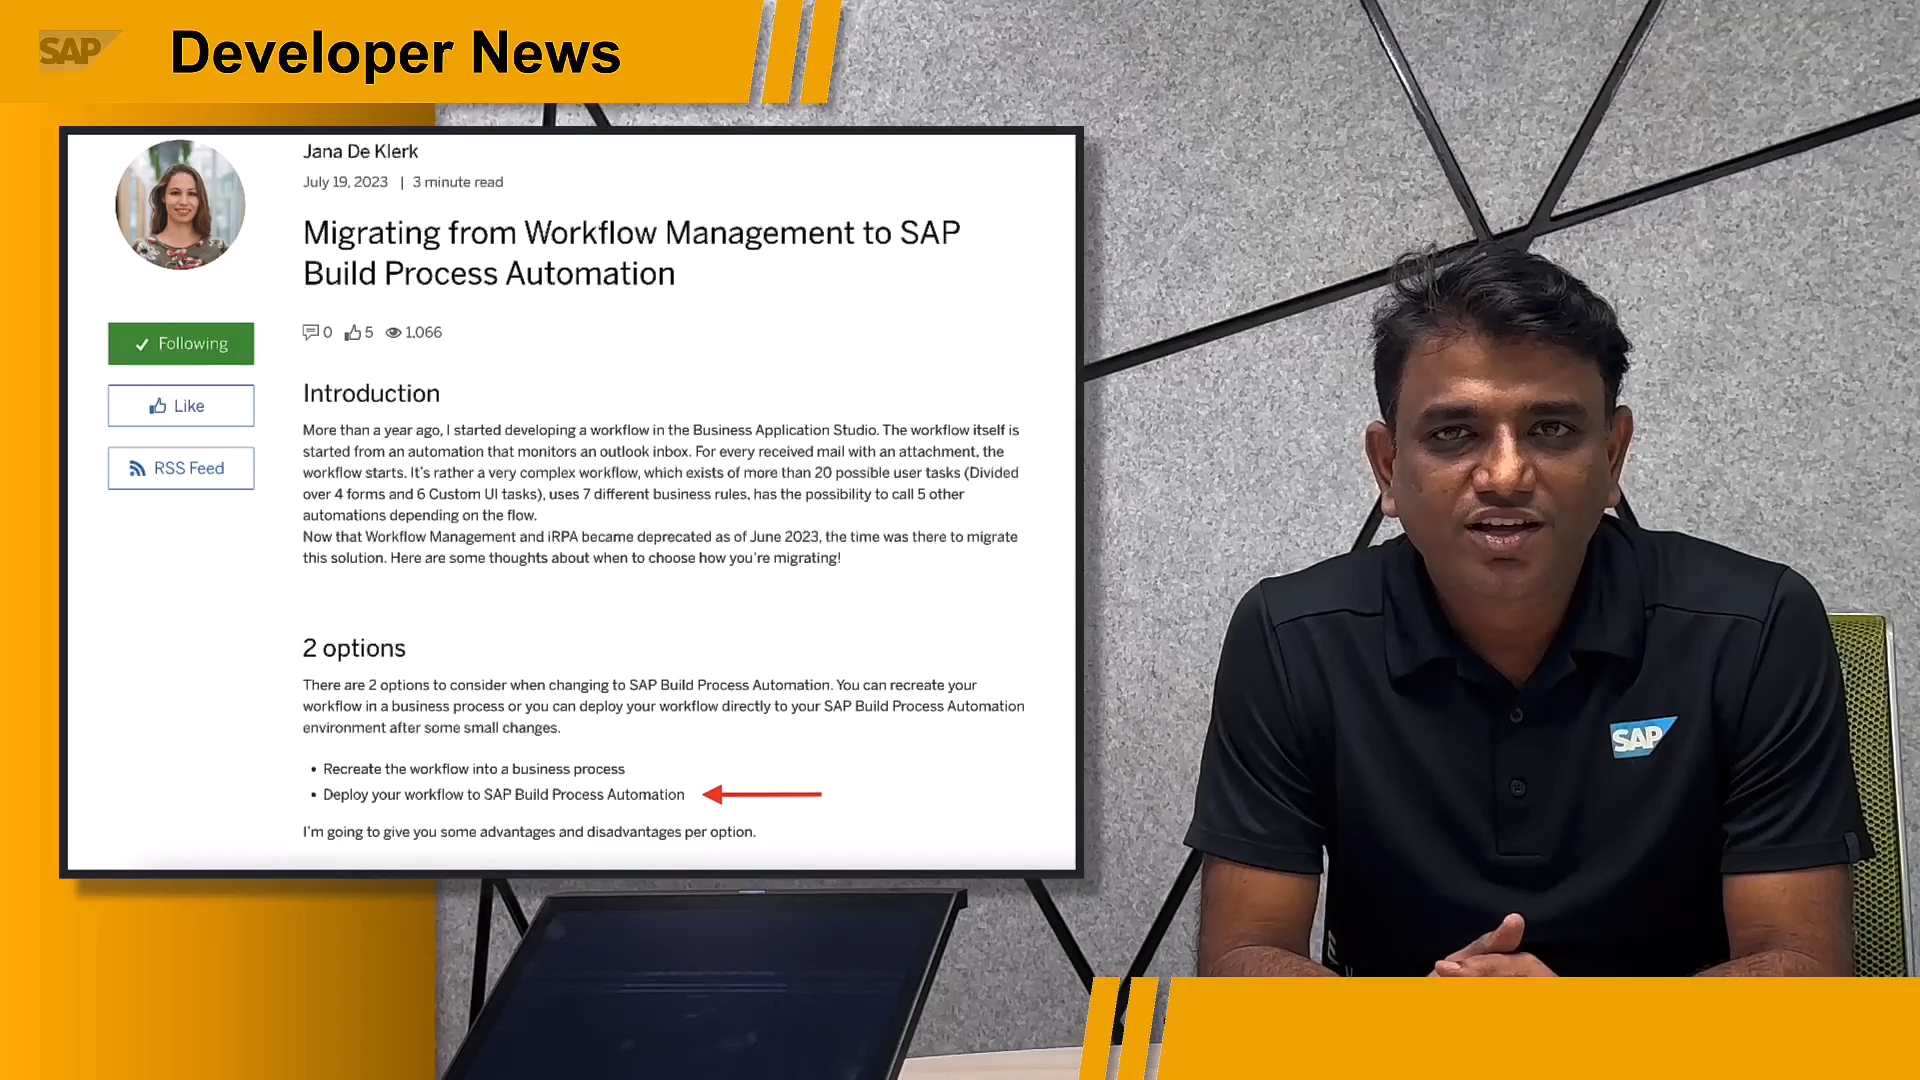 SAP
Developer News
Jana De Klerk
July 19, 2023 | 3 minute read
Migrating from Workflow Management to SAP
Build Process Automation
0 5 1,066
Following
Like
RSS Feed
Introduction
More than a year ago, I started developing a workflow in the Business Application Studio. The workflow itself is
started from an automation that monitors an outlook inbox. For every received mail with an attachment, the
workflow starts. It's rather a very complex workflow, which exists of more than 20 possible user tasks (Divided
over 4 forms and 6 Custom UI tasks), uses 7 different business rules, has the possibility to call 5 other
automations depending on the flow.
Now that Workflow Management and iRPA became deprecated as of June 2023, the time was there to migrate
this solution. Here are some thoughts about when to choose how you're migrating!
2 options
There are 2 options to consider when changing to SAP Build Process Automation. You can recreate your
workflow in a business process or you can deploy your workflow directly to your SAP Build Process Automation
environment after some small changes.
• Recreate the workflow into a business process
• Deploy your workflow to SAP Build Process Automation
I'm going to give you some advantages and disadvantages per option.
SAP